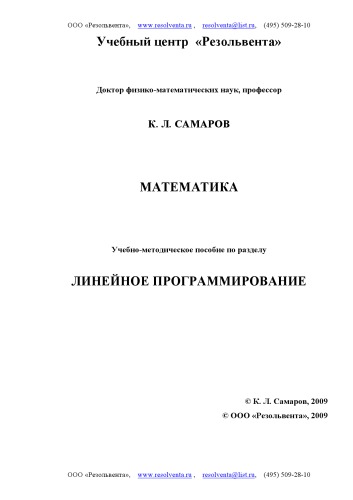 ООО «Резольвента», www.resolventa.ru , resolventa@list.ru, (495) 509-28-10
Учебный центр «Резольвента»
Доктор физико-математических наук, профессор
К. Л. САМАРОВ
МАТЕМАТИКА
Учебно-методическое пособие по разделу
ЛИНЕЙНОЕ ПРОГРАММИРОВАНИЕ
© К. Л. Самаров, 2009
© ООО «Резольвента», 2009
ООО «Резольвента», www.resolventa.ru , resolventa@list.ru, (495) 509-28-10